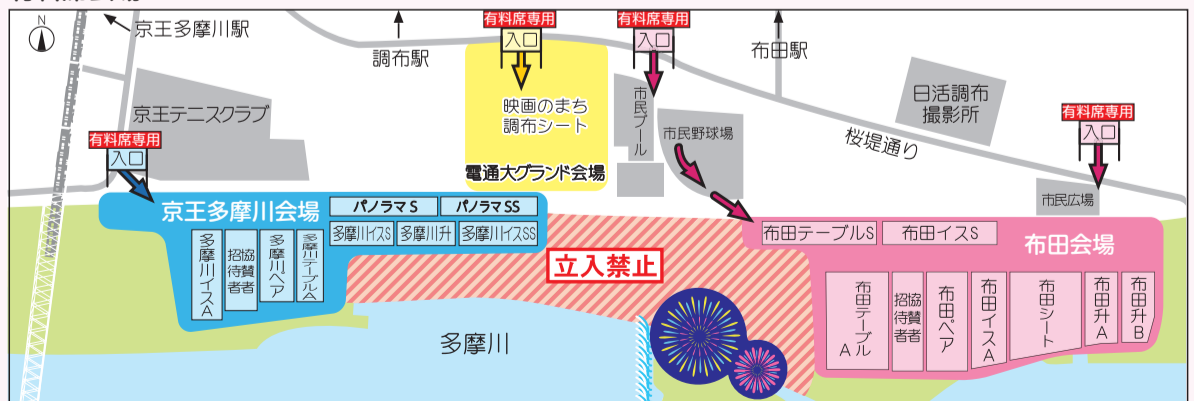 N
京王多摩川駅
調布駅
有料席専用
入口
有料席専用
入口
布田駅
映画のまち
調布シート
電通大グランド会場
市民プール
市民野球場
日活調布
撮影所
桜堤通り
有料席専用
入口
市民広場
京王テニスクラブ
有料席専用
入口
京王多摩川会場
パノラマ S
パノラマ SS
多摩川イスS
多摩川升
多摩川イスSS
多摩川イスA
協賛者
招待者
多摩川ペア
多摩川テーブルA
立入禁止
多摩川
布田テーブルS
布田イスS
布田会場
布田テーブルA
協賛者
招待者
布田ペア
布田イスA
布田シート
布田升A
布田升B